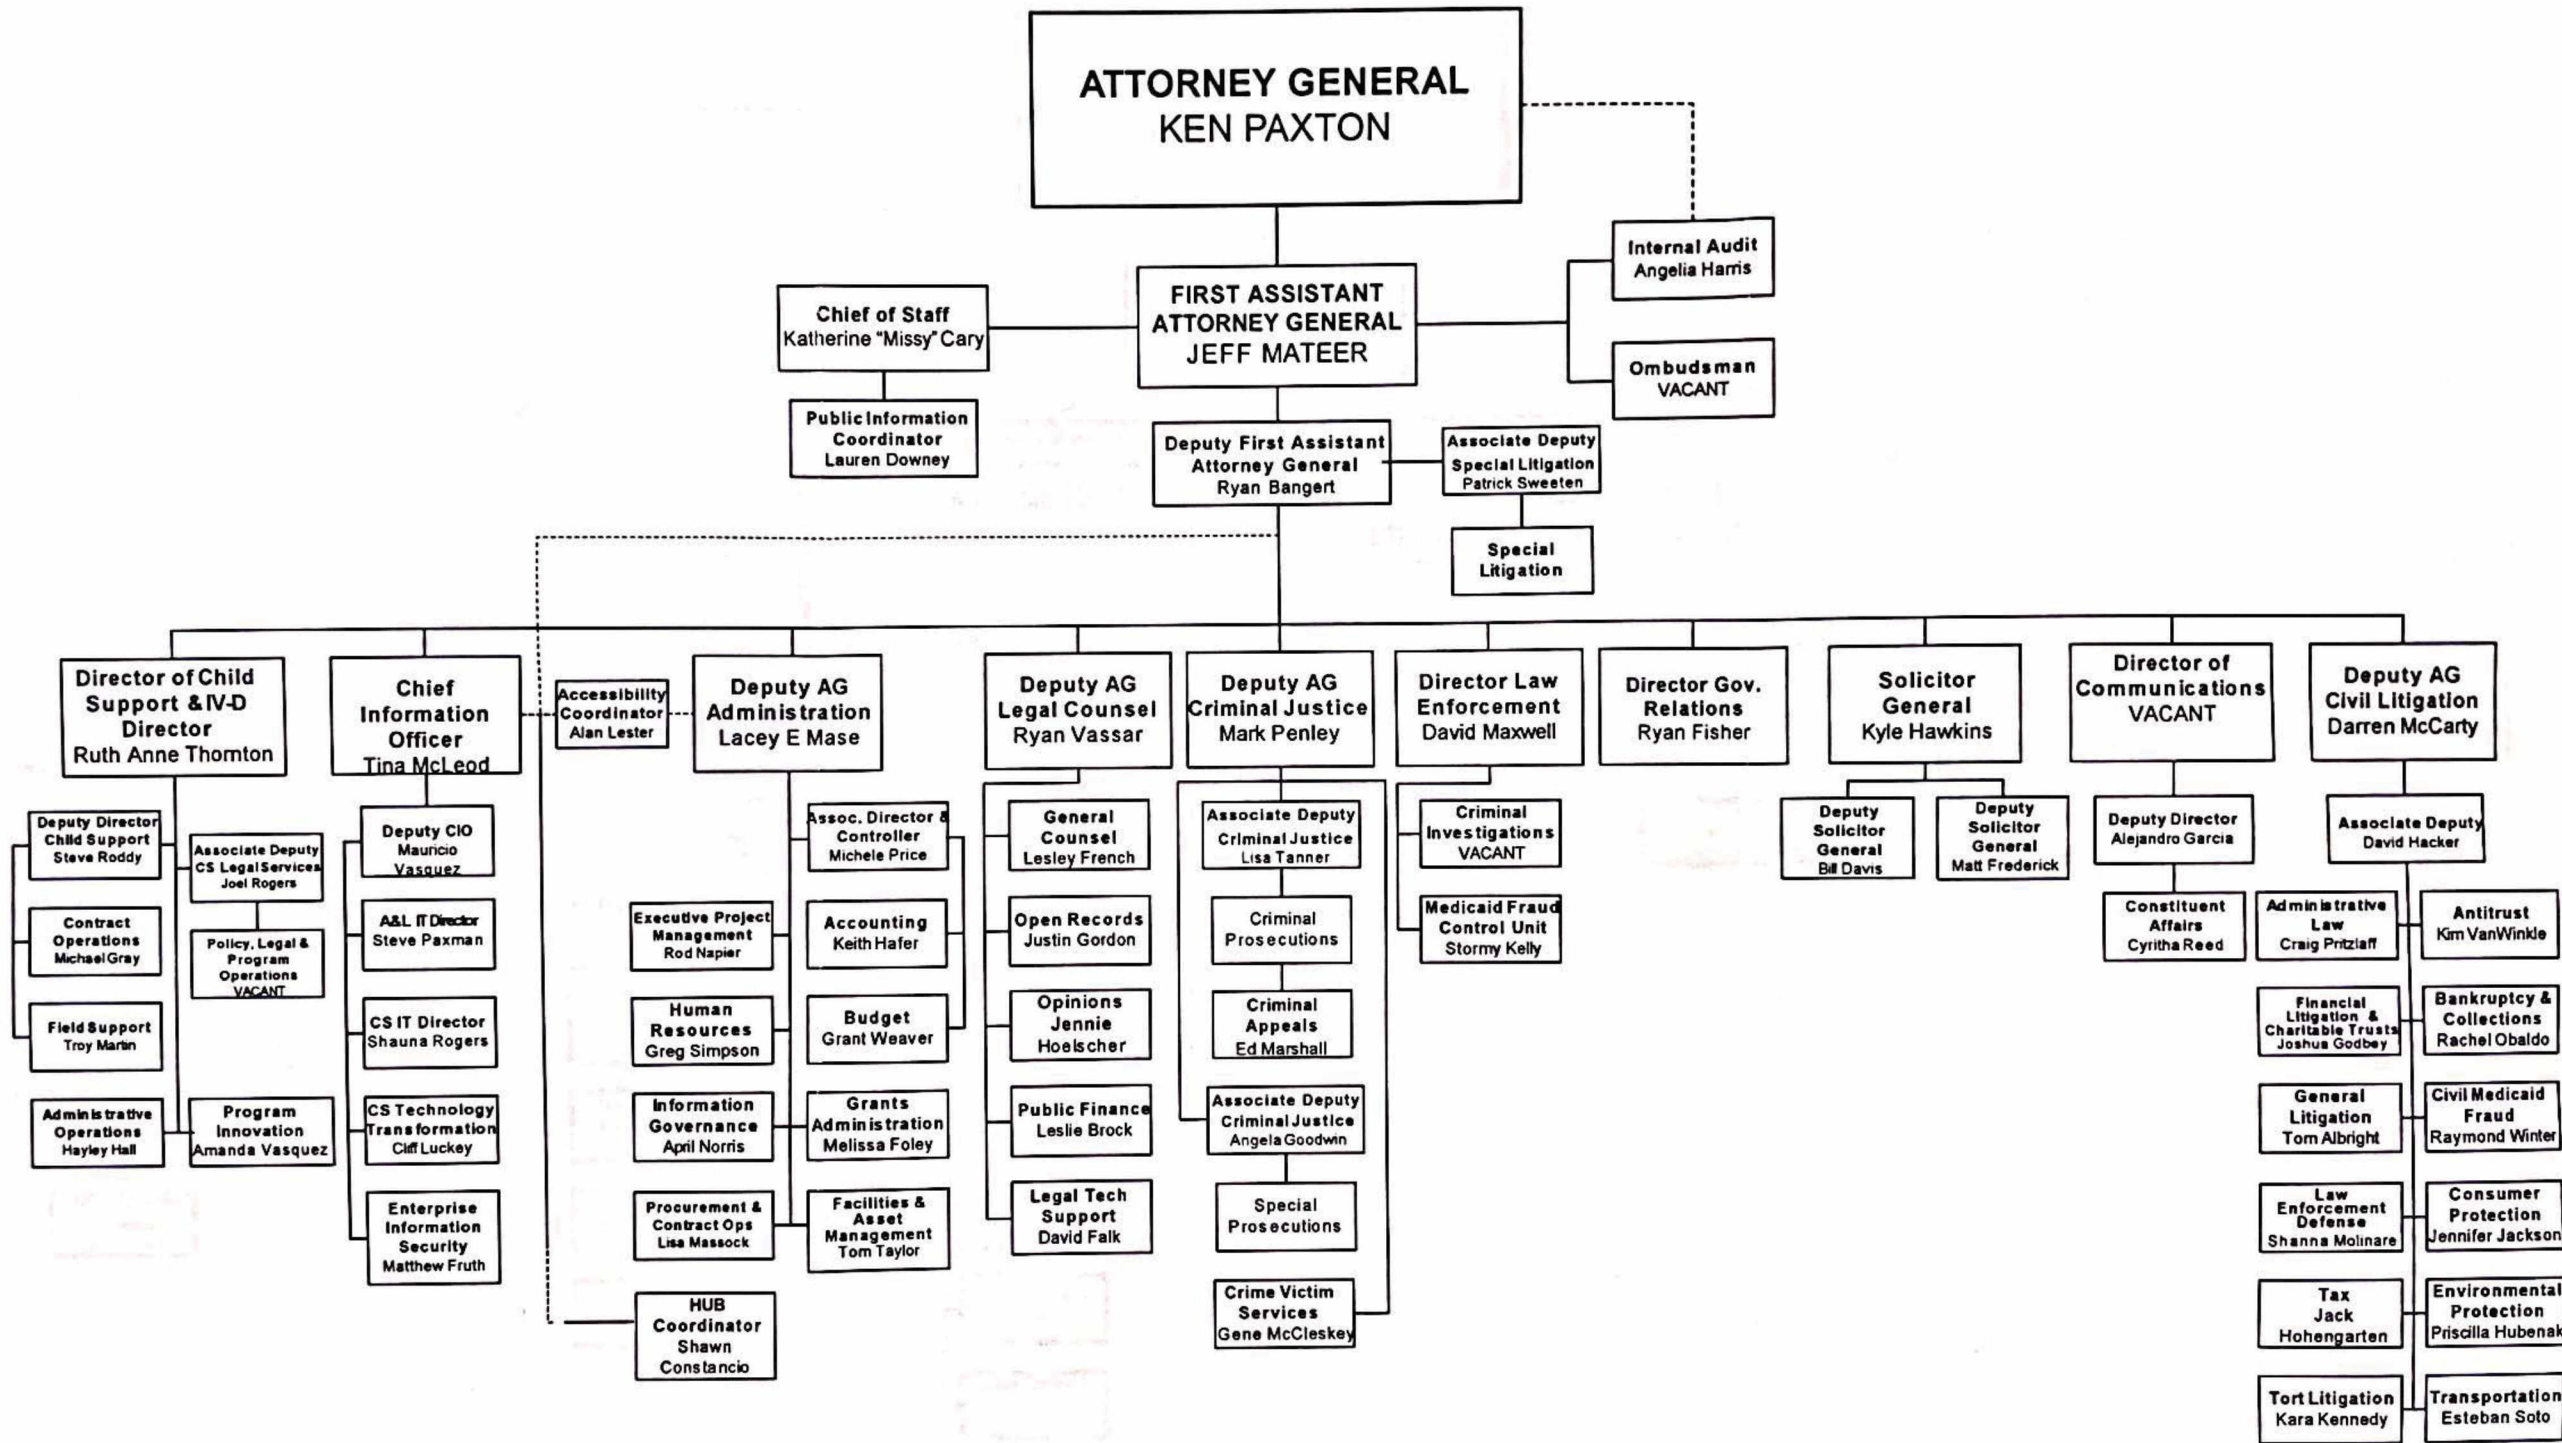 ATTORNEY GENERAL
KEN PAXTON
Internal Audit
Angelia Harris
FIRST ASSISTANT
ATTORNEY GENERAL
JEFF MATEER
Chief of Staff
Katherine "Missy" Cary
Ombudsman
VACANT
Public Information
Coordinator
Lauren Downey
Deputy First Assistant
Attorney General
Ryan Bangert
Associate Deputy
Special Litigation
Patrick Sweeten
Special
Litigation
Director of Child
Support & IV-D
Director
Ruth Anne Thornton
Chief
Information
Officer
Tina McLeod
Accessibility
Coordinator
Alan Lester
Deputy AG
Administration
Lacey E Mase
Deputy AG
Legal Counsel
Ryan Vassar
Deputy AG
Criminal Justice
Mark Penley
Director Law
Enforcement
David Maxwell
Director Gov.
Relations
Ryan Fisher
Solicitor
General
Kyle Hawkins
Director of
Communications
VACANT
Deputy AG
Civil Litigation
Darren McCarty
Deputy Director
Child Support
Steve Roddy
Associate Deputy
CS Legal Services
Joel Rogers
Contract
Operations
Michael Gray
Policy, Legal &
Program
Operations
VACANT
Field Support
Troy Martin
Administrative
Operations
Hayley Hall
Program
Innovation
Amanda Vasquez
Deputy CIO
Mauricio
Vasquez
A&L IT Director
Steve Paxman
CS IT Director
Shauna Rogers
CS Technology
Transformation
Cliff Luckey
Enterprise
Information
Security
Matthew Fruth
Assoc. Director &
Controller
Michele Price
Executive Project
Management
Rod Napier
Accounting
Keith Hafer
Human
Resources
Greg Simpson
Budget
Grant Weaver
Information
Governance
April Norris
Grants
Administration
Melissa Foley
Procurement &
Contract Ops
Lisa Massock
Facilities &
Asset
Management
Tom Taylor
HUB
Coordinator
Shawn
Constancio
General
Counsel
Lesley French
Open Records
Justin Gordon
Opinions
Jennie
Hoelscher
Public Finance
Leslie Brock
Legal Tech
Support
David Falk
Associate Deputy
Criminal Justice
Lisa Tanner
Criminal
Prosecutions
Criminal
Appeals
Ed Marshall
Associate Deputy
Criminal Justice
Angela Goodwin
Special
Prosecutions
Crime Victim
Services
Gene McCleskey
Criminal
Investigations
VACANT
Medicaid Fraud
Control Unit
Stormy Kelly
Deputy
Solicitor
General
Bill Davis
Deputy
Solicitor
General
Matt Frederick
Deputy Director
Alejandro Garcia
Constituent
Affairs
Cyritha Reed
Associate Deputy
David Hacker
Administrative
Law
Craig Pritzlaff
Antitrust
Kim VanWinkle
Financial
Litigation &
Charitable Trusts
Joshua Godbey
Bankruptcy &
Collections
Rachel Obaldo
General
Litigation
Tom Albright
Civil Medicaid
Fraud
Raymond Winter
Law
Enforcement
Defense
Shanna Molinare
Consumer
Protection
Jennifer Jackson
Tax
Jack
Hohengarten
Environmental
Protection
Priscilla Hubenak
Tort Litigation
Kara Kennedy
Transportation
Esteban Soto